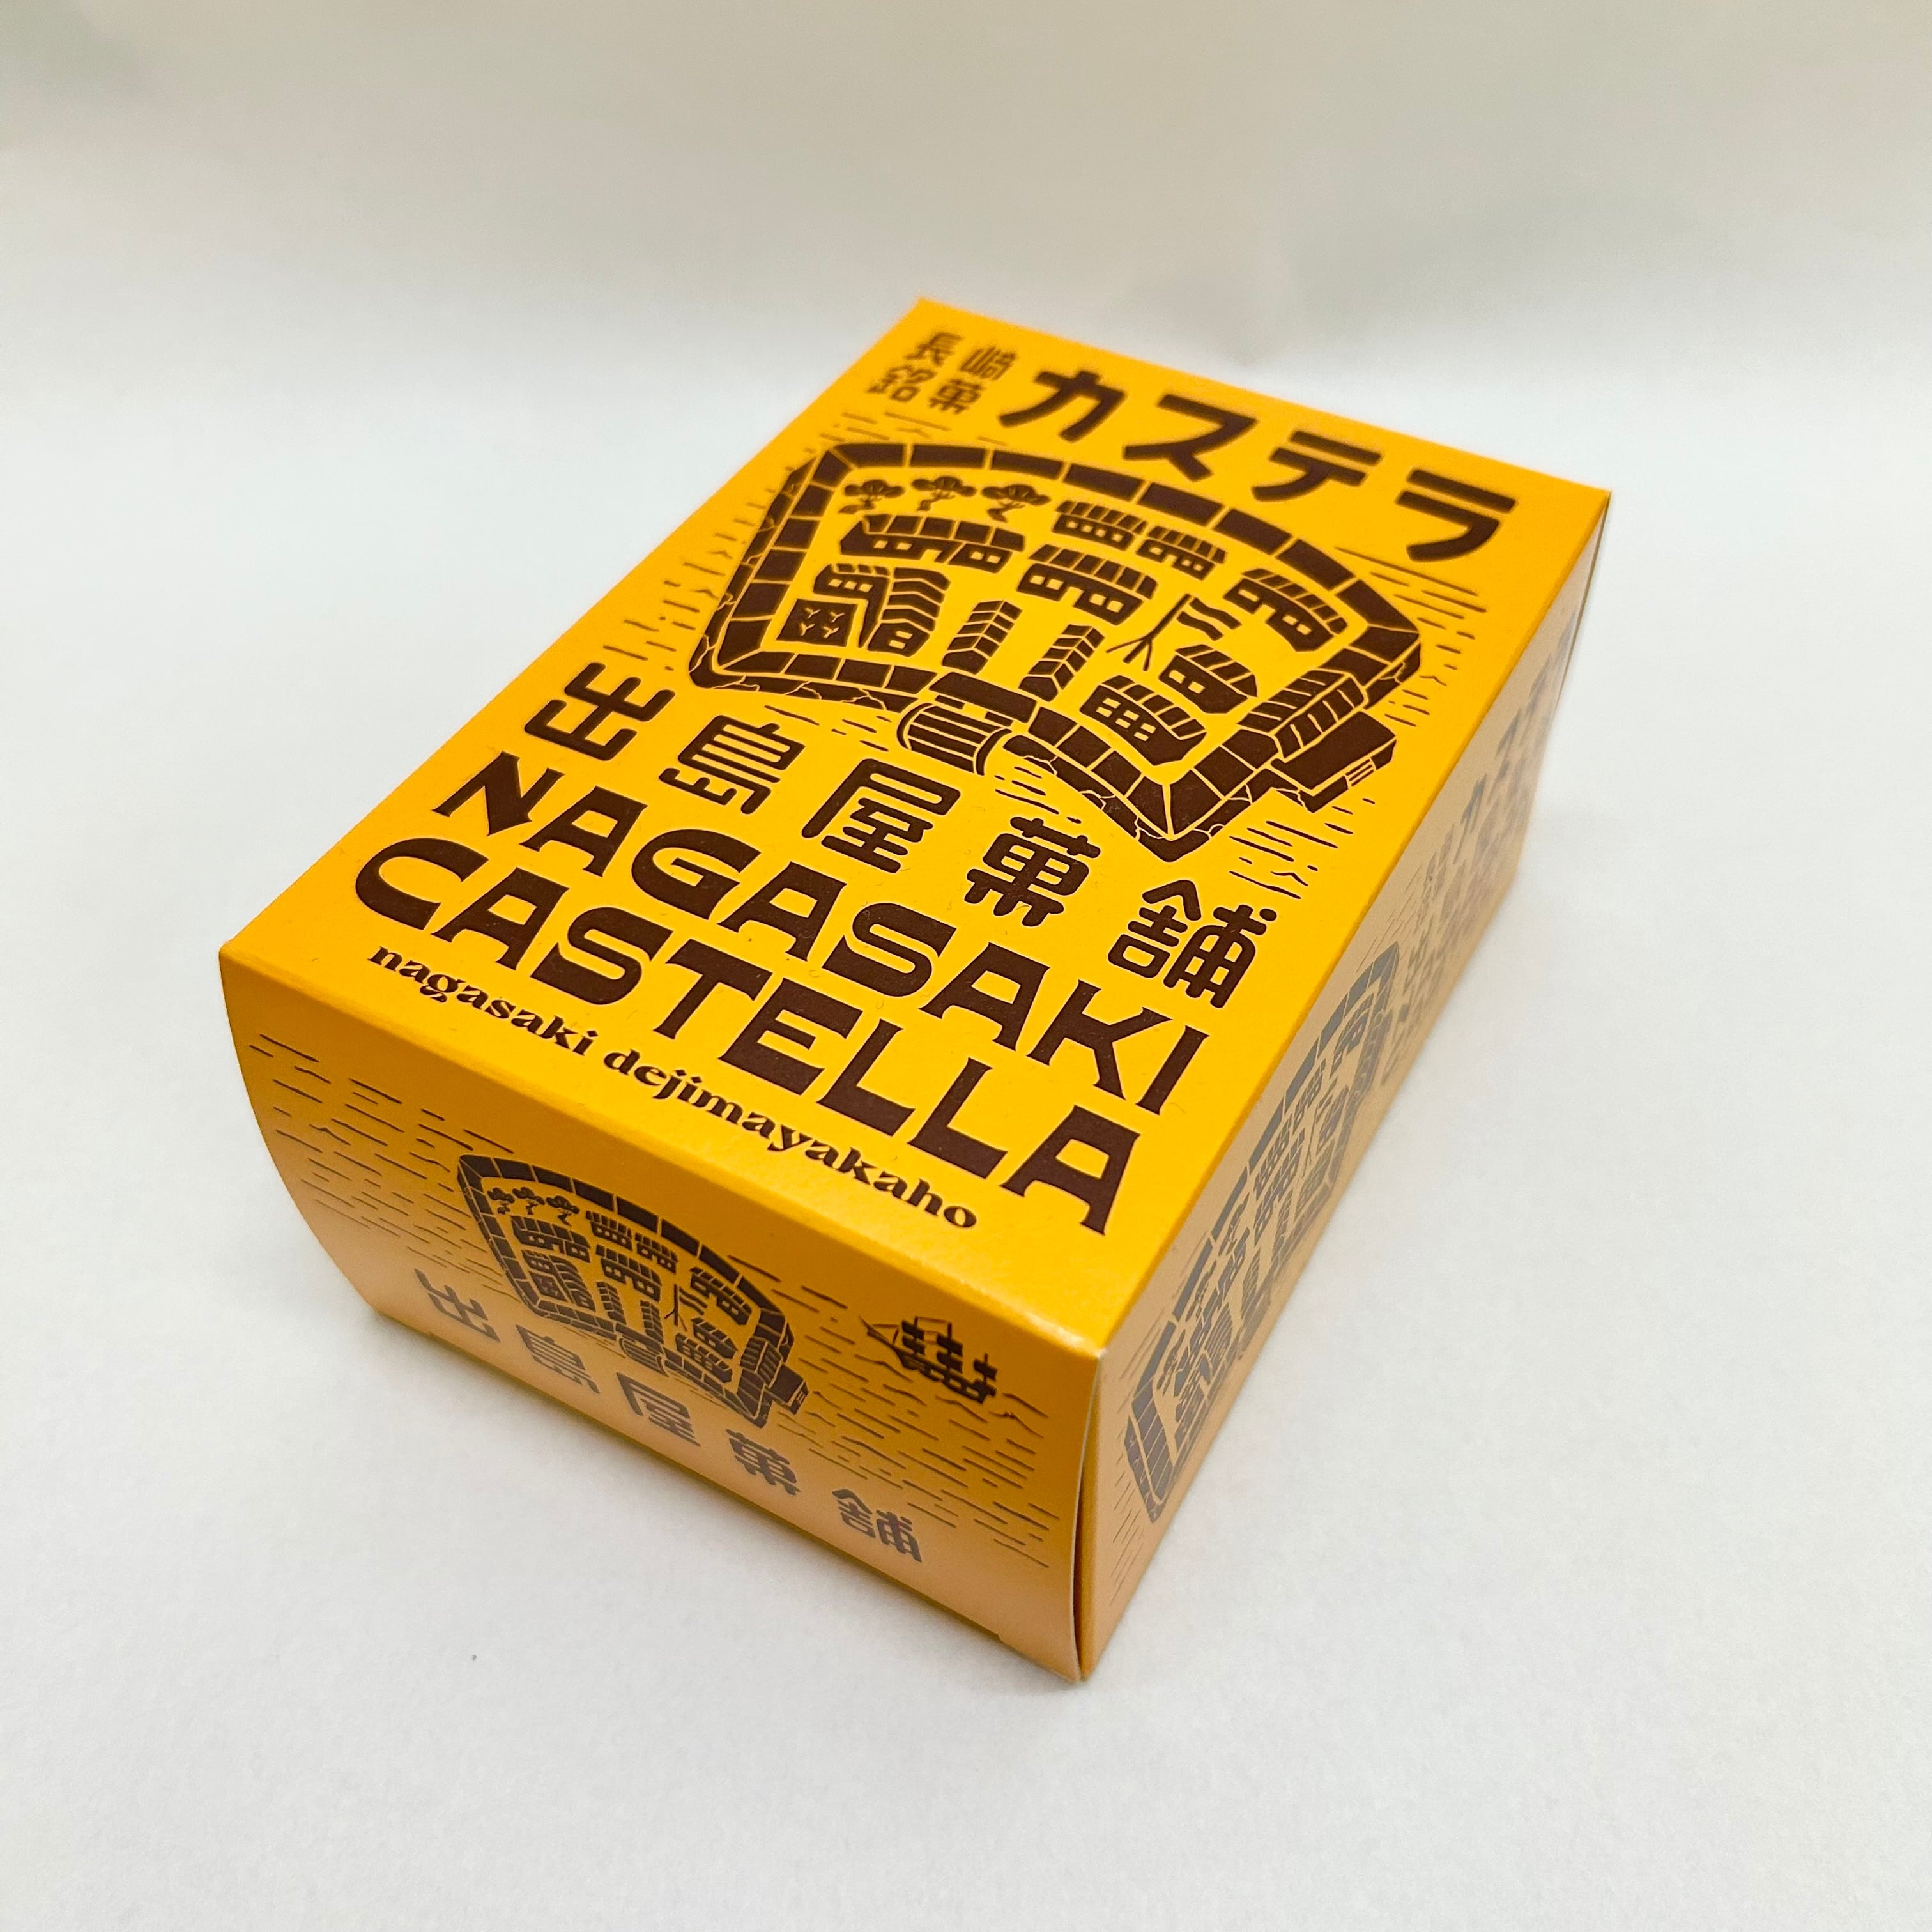 長崎
銘菓
カステラ
出島屋菓舗
NAGASAKI
CASTELLA
nagasaki dejimayakaho
出島屋菓舗